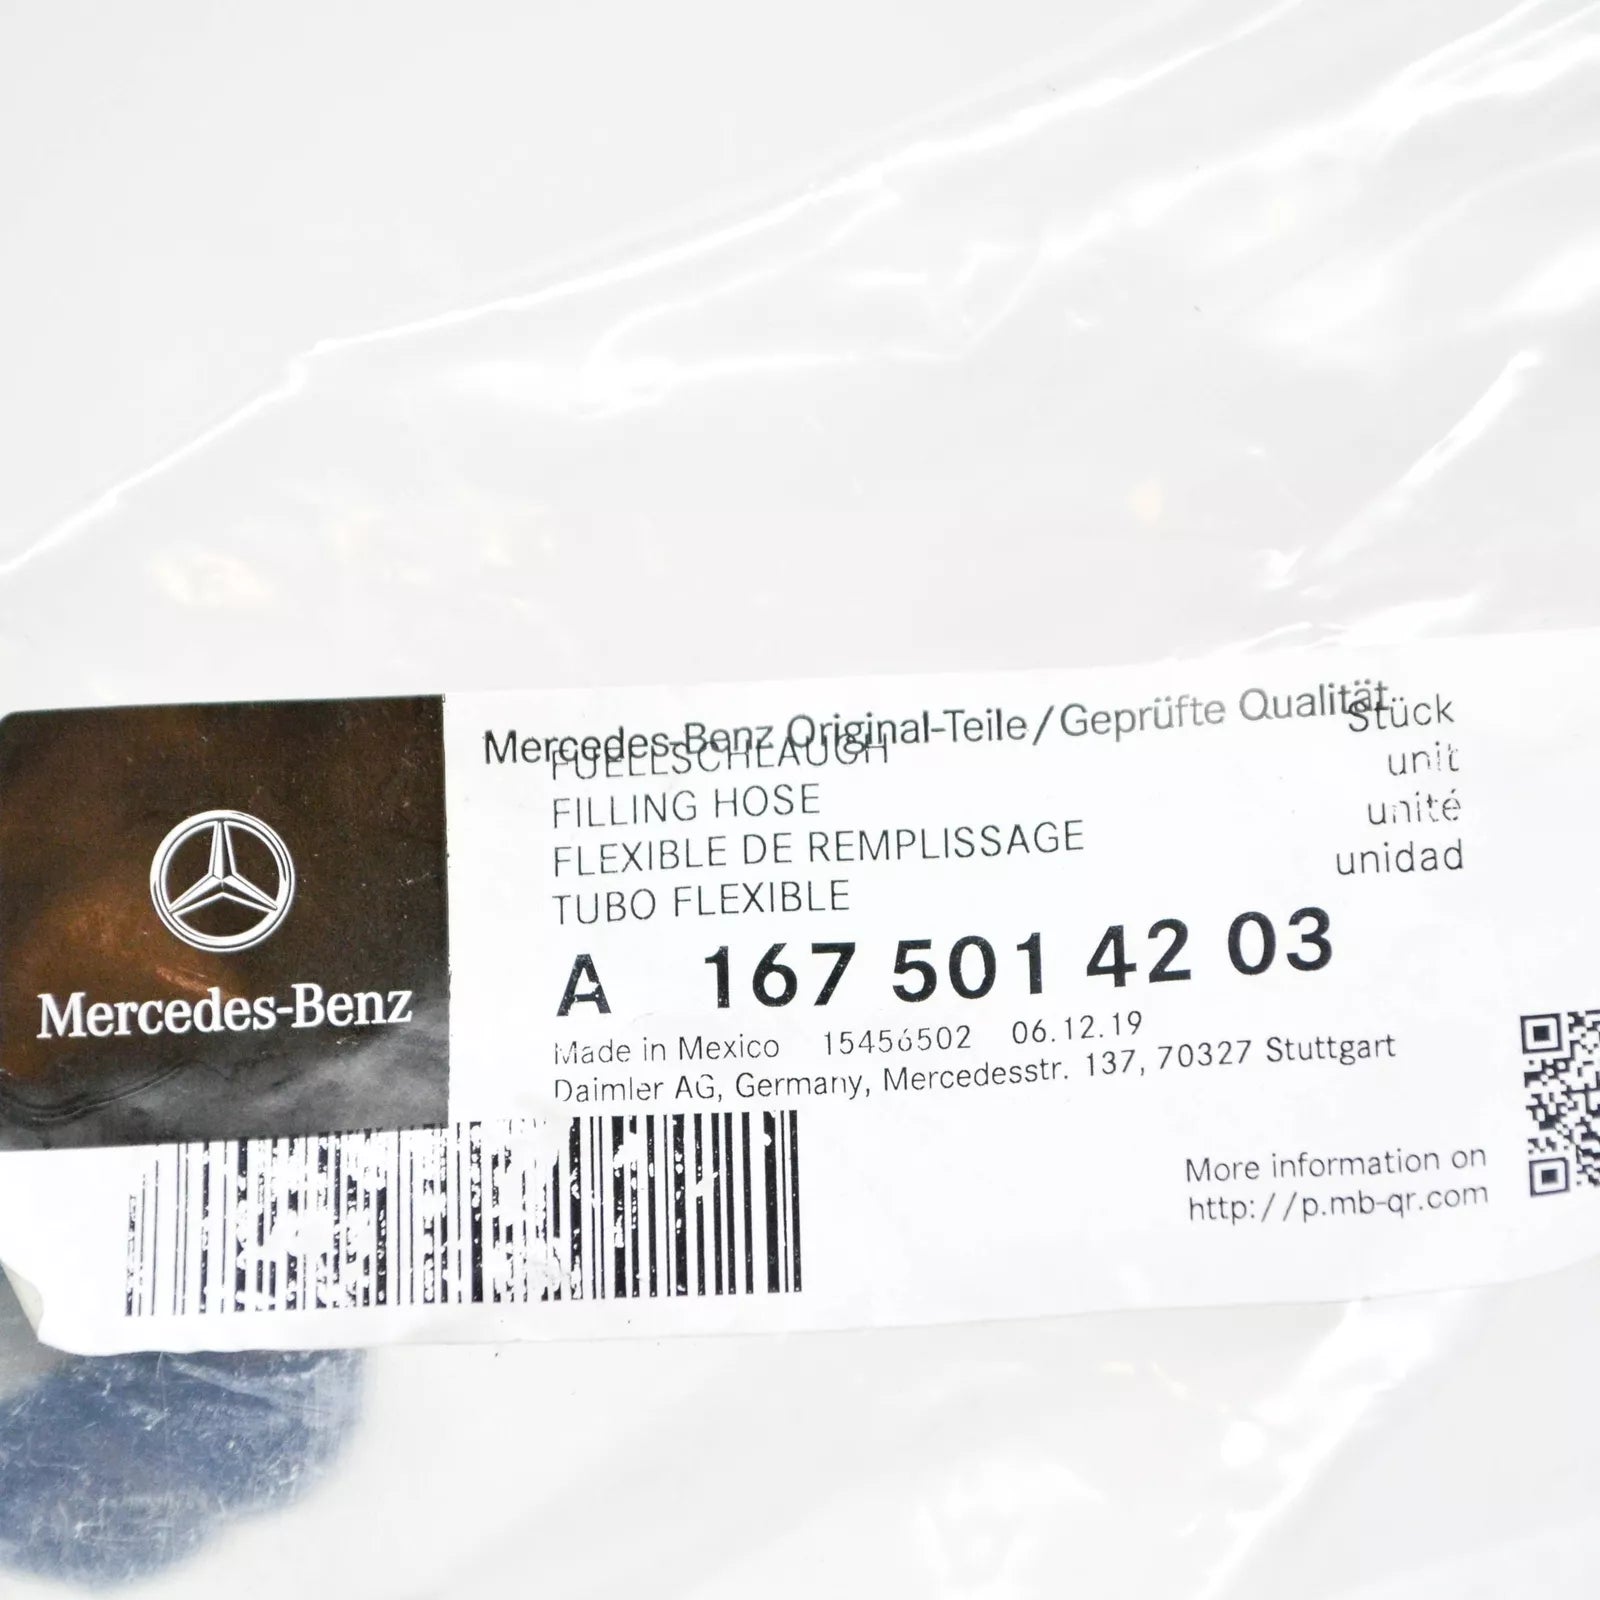 Mercedes-Benz Original-Teile/Geprüfte Qualität
FUELLSCHLAUCH Stück
FILLING HOSE unit
FLEXIBLE DE REMPLISSAGE unité
TUBO FLEXIBLE unidad
A 167 501 42 03
Mercedes-Benz
Made in Mexico 15456502 06.12.19
Daimler AG, Germany, Mercedesstr. 137, 70327 Stuttgart
More information on
http://p.mb-qr.com